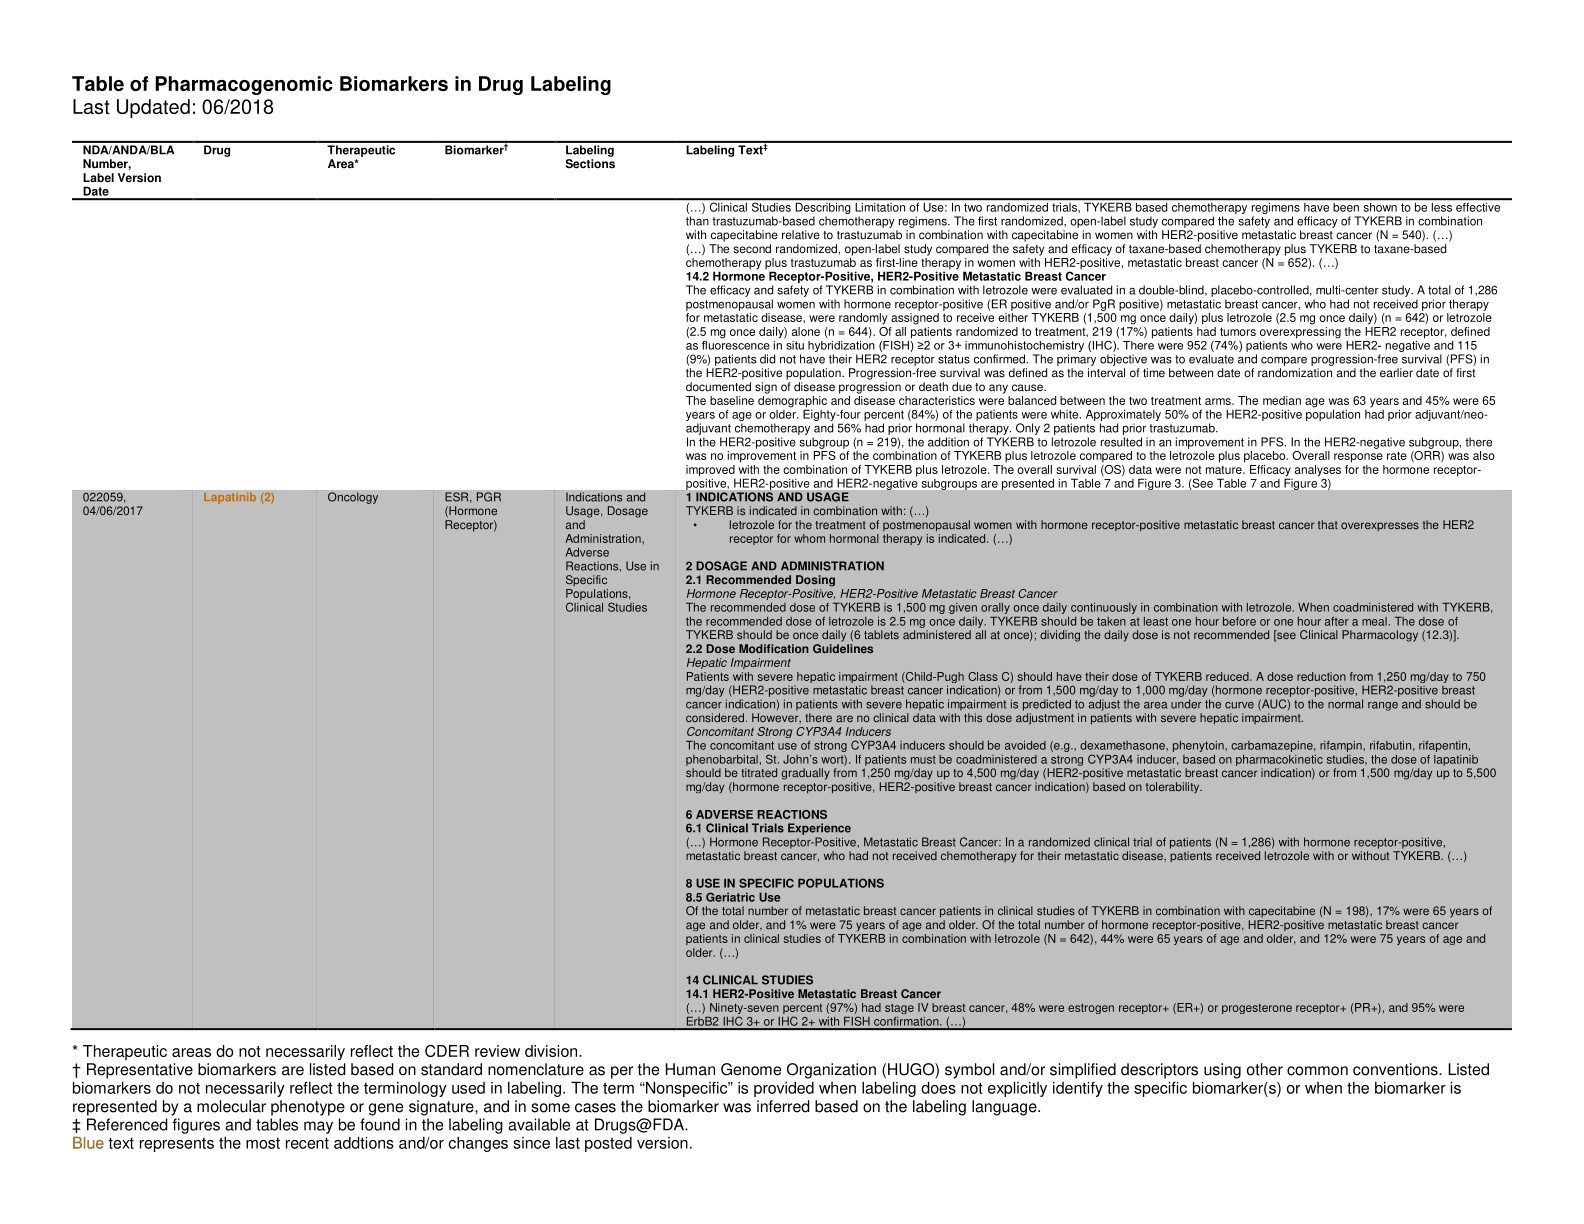 Table of Pharmacogenomic Biomarkers in Drug Labeling
Last Updated: 06/2018
NDA/ANDA/BLA
Number,
Label Version
Date
Drug
Therapeutic
Area*
Biomarker†
Labeling
Sections
Labeling Text‡
(…) Clinical Studies Describing Limitation of Use: In two randomized trials, TYKERB based chemotherapy regimens have been shown to be less effective
than trastuzumab-based chemotherapy regimens. The first randomized, open-label study compared the safety and efficacy of TYKERB in combination
with capecitabine relative to trastuzumab in combination with capecitabine in women with HER2-positive metastatic breast cancer (N = 540). (…)
(…) The second randomized, open-label study compared the safety and efficacy of taxane-based chemotherapy plus TYKERB to taxane-based
chemotherapy plus trastuzumab as first-line therapy in women with HER2-positive, metastatic breast cancer (N = 652). (…)
14.2 Hormone Receptor-Positive, HER2-Positive Metastatic Breast Cancer
The efficacy and safety of TYKERB in combination with letrozole were evaluated in a double-blind, placebo-controlled, multi-center study. A total of 1,286
postmenopausal women with hormone receptor-positive (ER positive and/or PgR positive) metastatic breast cancer, who had not received prior therapy
for metastatic disease, were randomly assigned to receive either TYKERB (1,500 mg once daily) plus letrozole (2.5 mg once daily) (n = 642) or letrozole
(2.5 mg once daily) alone (n = 644). Of all patients randomized to treatment, 219 (17%) patients had tumors overexpressing the HER2 receptor, defined
as fluorescence in situ hybridization (FISH) ≥2 or 3+ immunohistochemistry (IHC). There were 952 (74%) patients who were HER2- negative and 115
(9%) patients did not have their HER2 receptor status confirmed. The primary objective was to evaluate and compare progression-free survival (PFS) in
the HER2-positive population. Progression-free survival was defined as the interval of time between date of randomization and the earlier date of first
documented sign of disease progression or death due to any cause.
The baseline demographic and disease characteristics were balanced between the two treatment arms. The median age was 63 years and 45% were 65
years of age or older. Eighty-four percent (84%) of the patients were white. Approximately 50% of the HER2-positive population had prior adjuvant/neo-
adjuvant chemotherapy and 56% had prior hormonal therapy. Only 2 patients had prior trastuzumab.
In the HER2-positive subgroup (n = 219), the addition of TYKERB to letrozole resulted in an improvement in PFS. In the HER2-negative subgroup, there
was no improvement in PFS of the combination of TYKERB plus letrozole compared to the letrozole plus placebo. Overall response rate (ORR) was also
improved with the combination of TYKERB plus letrozole. The overall survival (OS) data were not mature. Efficacy analyses for the hormone receptor-
positive, HER2-positive and HER2-negative subgroups are presented in Table 7 and Figure 3. (See Table 7 and Figure 3)
022059,
04/06/2017
Lapatinib (2)
Oncology
ESR, PGR
(Hormone
Receptor)
Indications and
Usage, Dosage
and
Administration,
Adverse
Reactions, Use in
Specific
Populations,
Clinical Studies
1 INDICATIONS AND USAGE
TYKERB is indicated in combination with: (…)
• letrozole for the treatment of postmenopausal women with hormone receptor-positive metastatic breast cancer that overexpresses the HER2
receptor for whom hormonal therapy is indicated. (…)
2 DOSAGE AND ADMINISTRATION
2.1 Recommended Dosing
Hormone Receptor-Positive, HER2-Positive Metastatic Breast Cancer
The recommended dose of TYKERB is 1,500 mg given orally once daily continuously in combination with letrozole. When coadministered with TYKERB,
the recommended dose of letrozole is 2.5 mg once daily. TYKERB should be taken at least one hour before or one hour after a meal. The dose of
TYKERB should be once daily (6 tablets administered all at once); dividing the daily dose is not recommended [see Clinical Pharmacology (12.3)].
2.2 Dose Modification Guidelines
Hepatic Impairment
Patients with severe hepatic impairment (Child-Pugh Class C) should have their dose of TYKERB reduced. A dose reduction from 1,250 mg/day to 750
mg/day (HER2-positive metastatic breast cancer indication) or from 1,500 mg/day to 1,000 mg/day (hormone receptor-positive, HER2-positive breast
cancer indication) in patients with severe hepatic impairment is predicted to adjust the area under the curve (AUC) to the normal range and should be
considered. However, there are no clinical data with this dose adjustment in patients with severe hepatic impairment.
Concomitant Strong CYP3A4 Inducers
The concomitant use of strong CYP3A4 inducers should be avoided (e.g., dexamethasone, phenytoin, carbamazepine, rifampin, rifabutin, rifapentin,
phenobarbital, St. John's wort). If patients must be coadministered a strong CYP3A4 inducer, based on pharmacokinetic studies, the dose of lapatinib
should be titrated gradually from 1,250 mg/day up to 4,500 mg/day (HER2-positive metastatic breast cancer indication) or from 1,500 mg/day up to 5,500
mg/day (hormone receptor-positive, HER2-positive breast cancer indication) based on tolerability.
6 ADVERSE REACTIONS
6.1 Clinical Trials Experience
(…) Hormone Receptor-Positive, Metastatic Breast Cancer: In a randomized clinical trial of patients (N = 1,286) with hormone receptor-positive,
metastatic breast cancer, who had not received chemotherapy for their metastatic disease, patients received letrozole with or without TYKERB. (…)
8 USE IN SPECIFIC POPULATIONS
8.5 Geriatric Use
Of the total number of metastatic breast cancer patients in clinical studies of TYKERB in combination with capecitabine (N = 198), 17% were 65 years of
age and older, and 1% were 75 years of age and older. Of the total number of hormone receptor-positive, HER2-positive metastatic breast cancer
patients in clinical studies of TYKERB in combination with letrozole (N = 642), 44% were 65 years of age and older, and 12% were 75 years of age and
older. (…)
14 CLINICAL STUDIES
14.1 HER2-Positive Metastatic Breast Cancer
(…) Ninety-seven percent (97%) had stage IV breast cancer, 48% were estrogen receptor+ (ER+) or progesterone receptor+ (PR+), and 95% were
ErbB2 IHC 3+ or IHC 2+ with FISH confirmation. (…)
* Therapeutic areas do not necessarily reflect the CDER review division.
† Representative biomarkers are listed based on standard nomenclature as per the Human Genome Organization (HUGO) symbol and/or simplified descriptors using other common conventions. Listed
biomarkers do not necessarily reflect the terminology used in labeling. The term “Nonspecific” is provided when labeling does not explicitly identify the specific biomarker(s) or when the biomarker is
represented by a molecular phenotype or gene signature, and in some cases the biomarker was inferred based on the labeling language.
‡ Referenced figures and tables may be found in the labeling available at Drugs@FDA.
Blue text represents the most recent addtions and/or changes since last posted version.